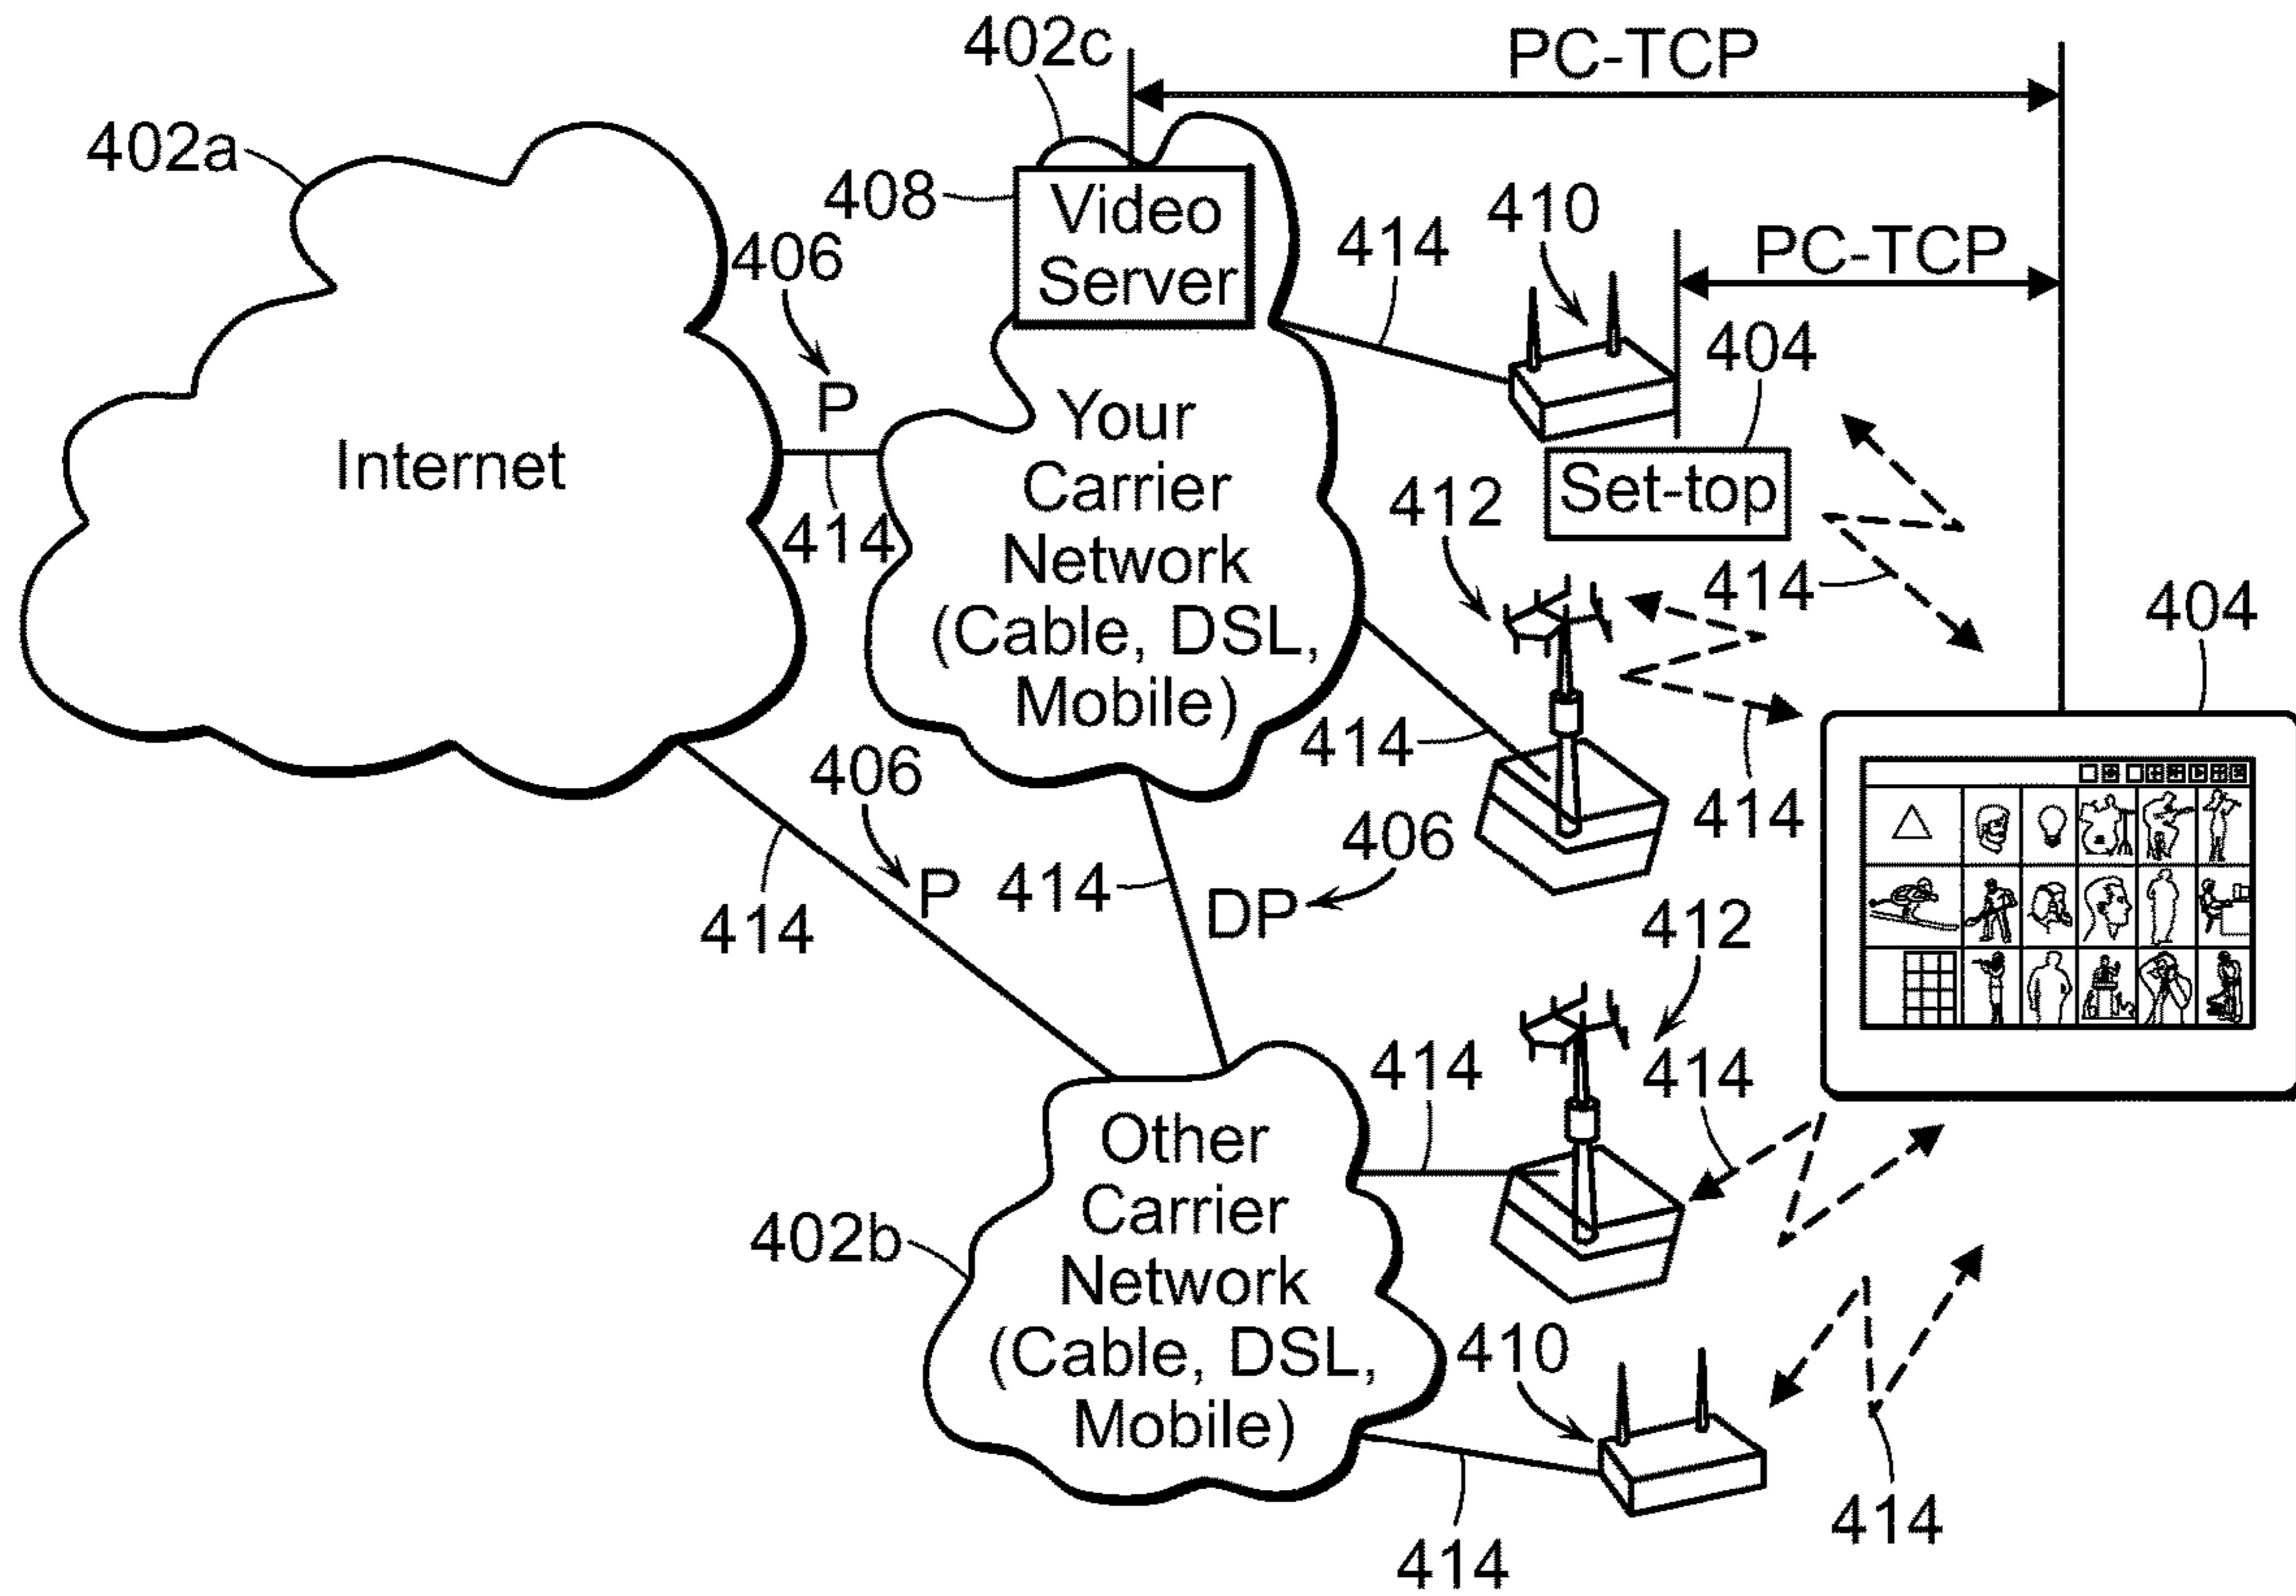 402c
PC-TCP
402a
408
Video
Server
406
414
410
PC-TCP
P
404
Internet
Your
Carrier
Network
(Cable, DSL,
Mobile)
414
412
Set-top
414
404
414
414
406
P
414
414
DP
406
414
412
414
414
Other
Carrier
Network
(Cable, DSL,
Mobile)
402b
410
414
414